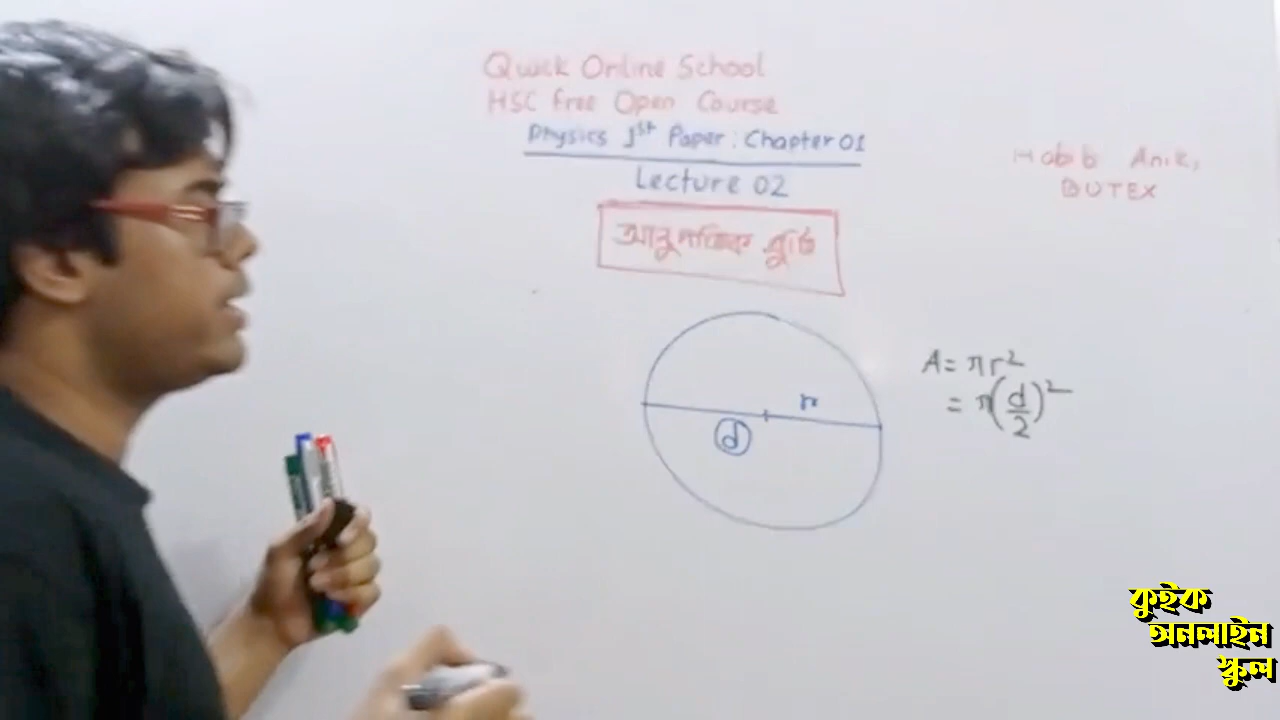 Quick Online School
HSC free Open Course
Physics 1st Paper : Chapter 01
Lecture 02
Habib Anik,
BUTEX
আনুপাতিক ত্রুটি
r
d
A = πr²
= π(d/2)²
কুইক
অনলাইন
স্কুল